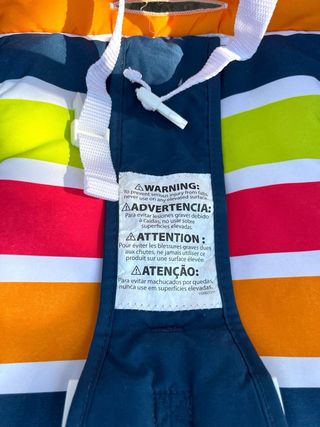 ⚠WARNING:
To prevent serious injury from falls,
never use on any elevated surface.
⚠ADVERTENCIA:
Para evitar lesiones graves debido
a caídas, no usar sobre
superficies elevadas.
⚠ATTENTION :
Pour éviter les blessures graves dues
aux chutes, ne jamais utiliser ce
produit sur une surface élevée.
⚠ATENÇÃO:
Para evitar machucados por quedas,
nunca use em superfícies elevadas.